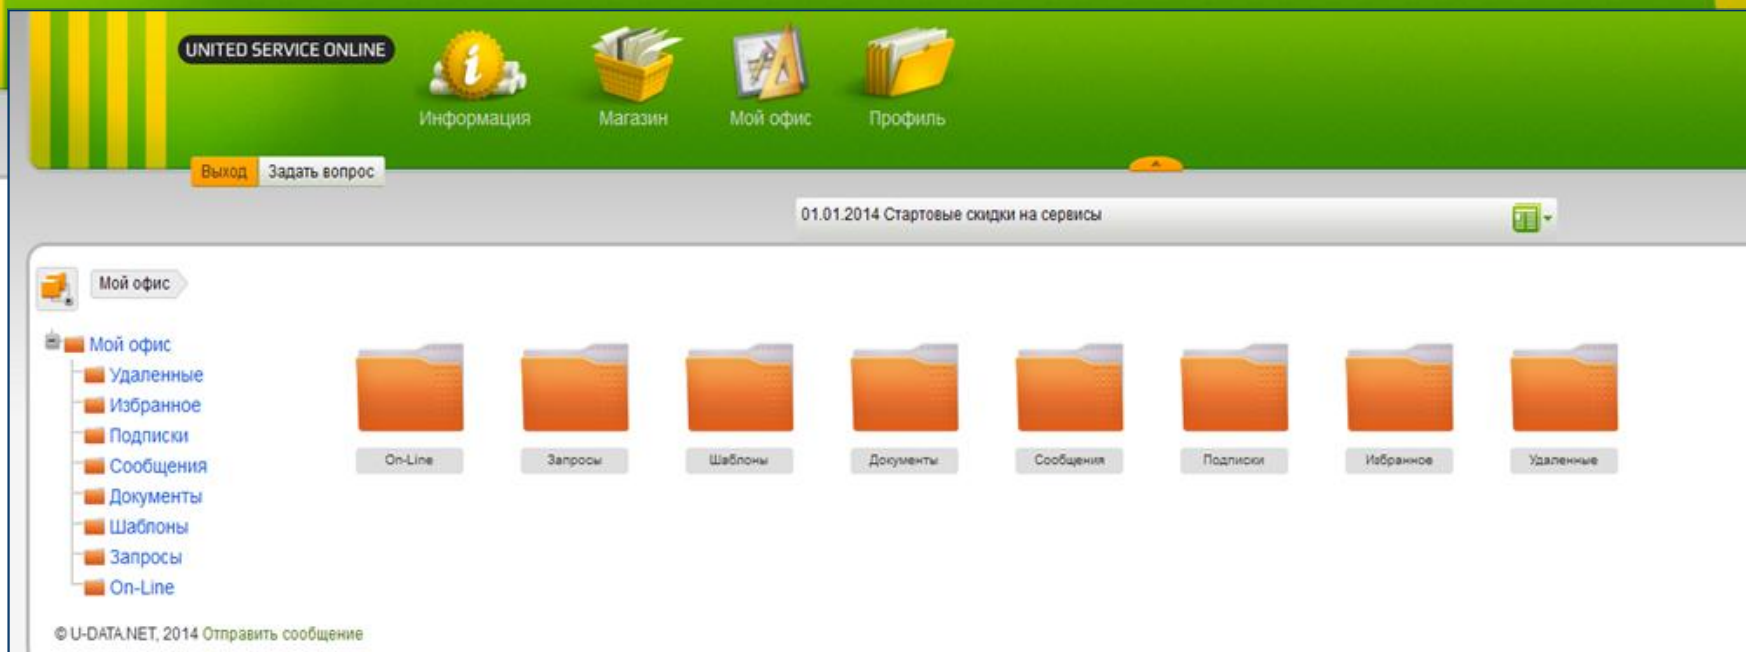 UNITED SERVICE ONLINE
Информация
Магазин
Мой офис
Профиль
Выход
Задать вопрос
01.01.2014 Стартовые скидки на сервисы
Мой офис
Мой офис
Удаленные
Избранное
Подписки
Сообщения
Документы
Шаблоны
Запросы
On-Line
On-Line
Запросы
Шаблоны
Документы
Сообщения
Подписки
Избранное
Удаленные
© U-DATA.NET, 2014 Отправить сообщение